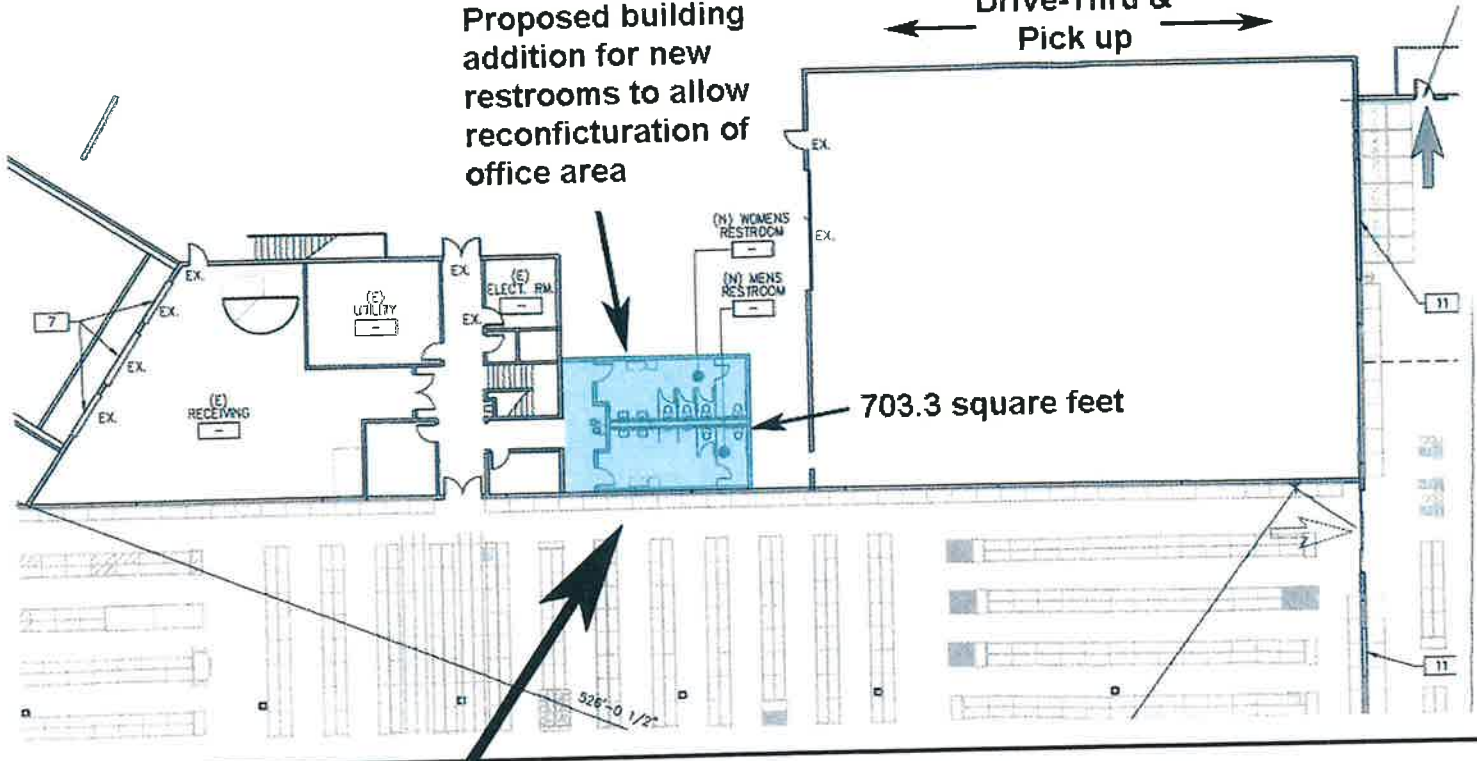 Proposed building
addition for new
restrooms to allow
reconficturation of
office area
Drive-Thru &
Pick up
EX.
EX.
(N) WOMENS
RESTROOM
-
(N) MENS
RESTROOM
-
EX.
EX.
(E)
ELECT. RM.
-
(E)
UTILITY
-
EX.
7
EX.
EX.
(E)
RECEIVING
-
11
703.3 square feet
11
526'-0 1/2"